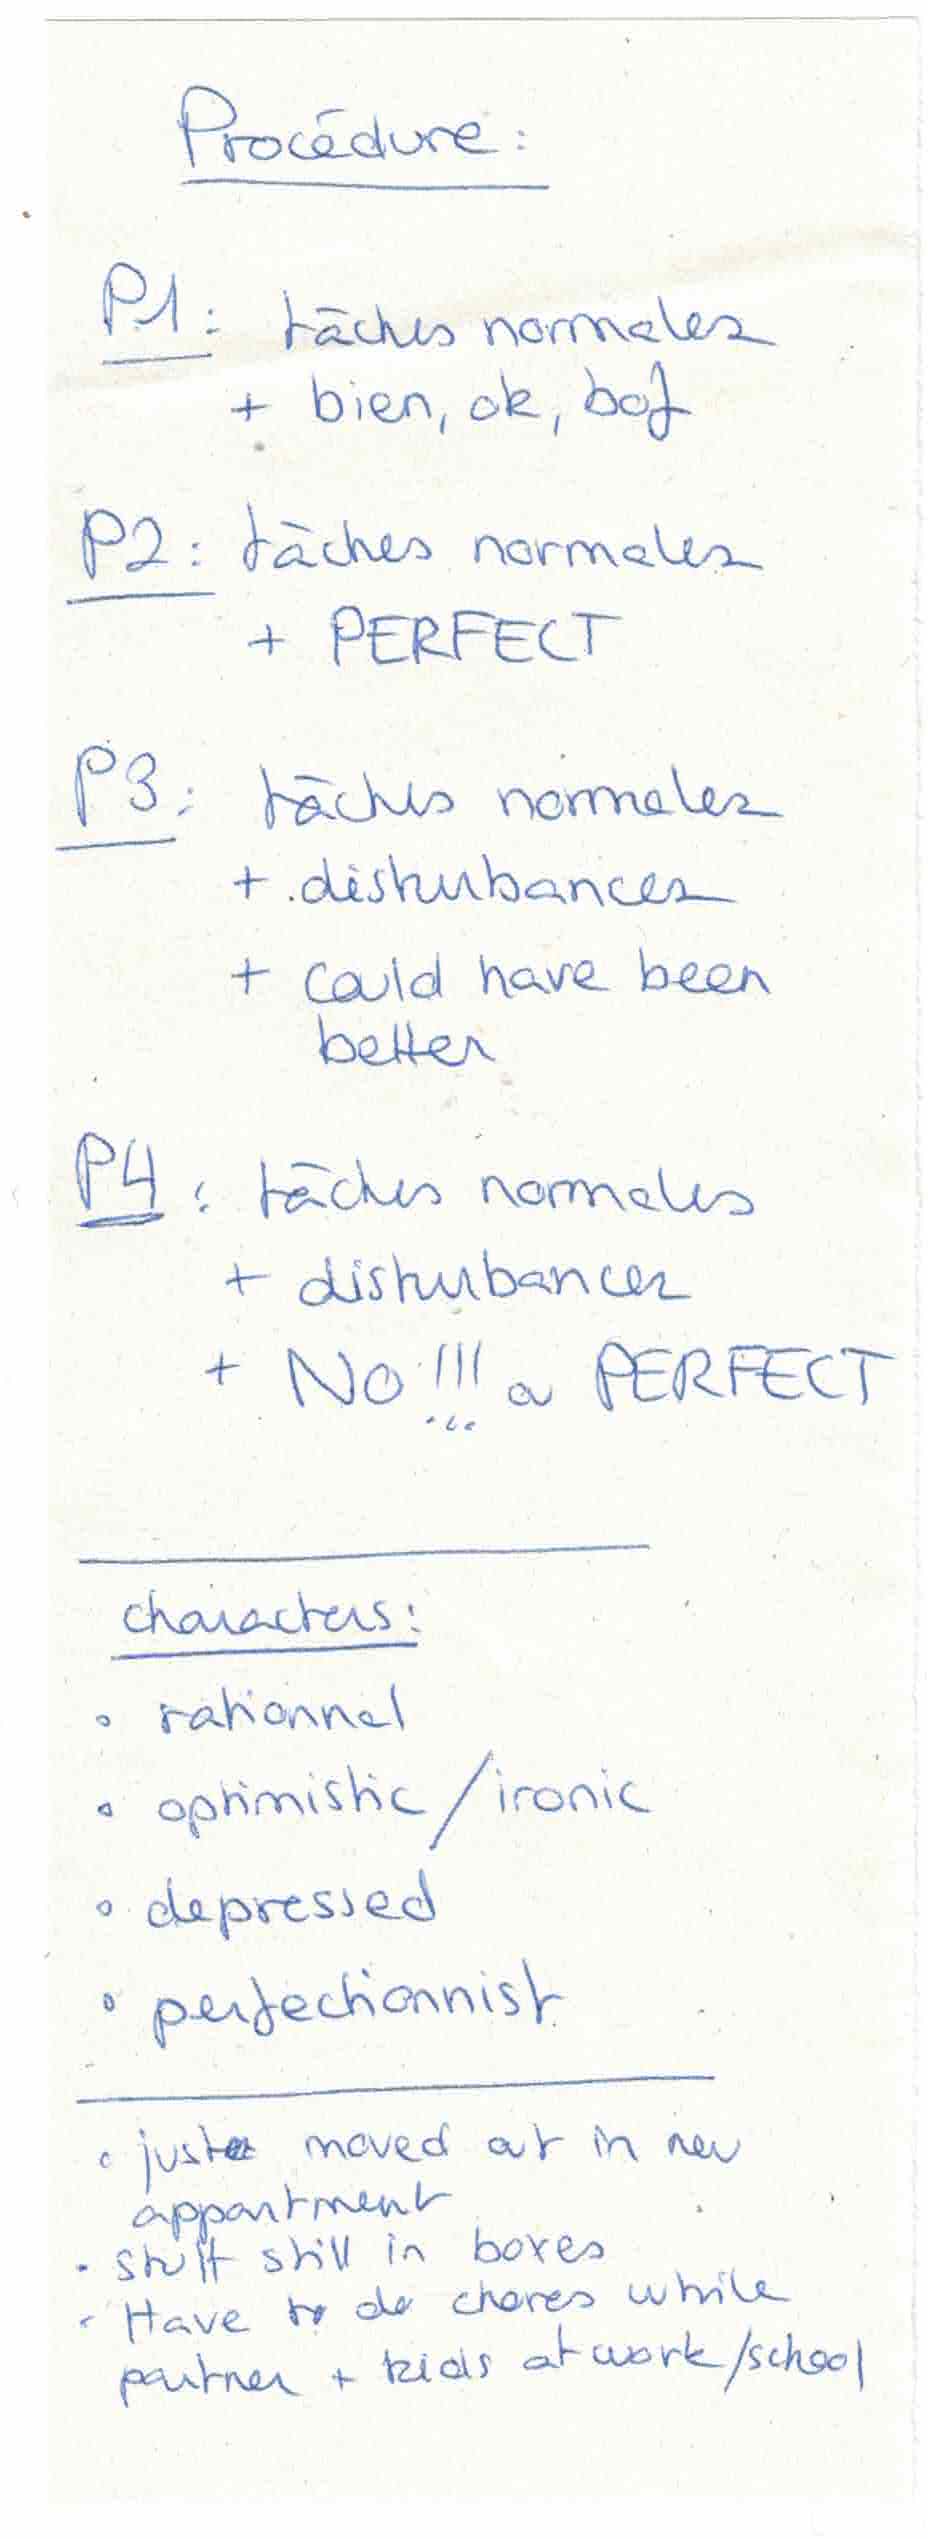 Procédure :
P1 : tâches normales
+ bien, ok, bof
P2 : tâches normales
+ PERFECT
P3 : tâches normales
+ disturbances
+ could have been
better
P4 : tâches normales
+ disturbances
+ NO !!! a PERFECT
characters :
• rationnel
• optimistic / ironic
• depressed
• perfectionnist
• just moved out in new
appartment
• stuff still in boxes
• Have to do chores while
partner + kids at work/school